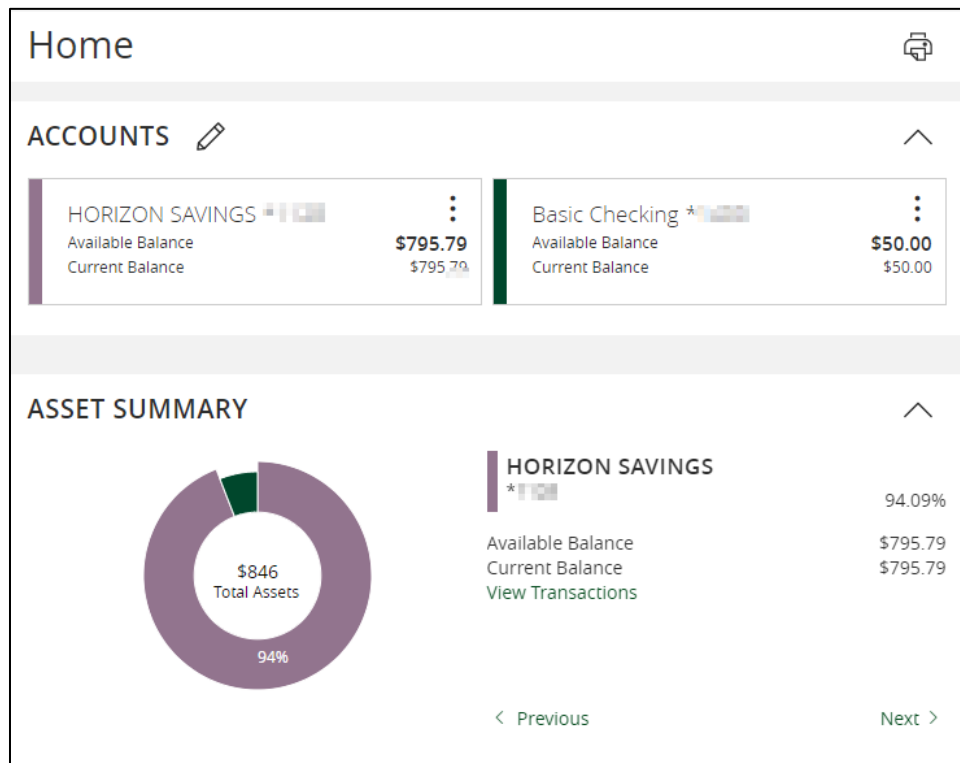 Home
ACCOUNTS
HORIZON SAVINGS *
Available Balance $795.79
Current Balance $795.79
Basic Checking *
Available Balance $50.00
Current Balance $50.00
ASSET SUMMARY
$846
Total Assets
94%
HORIZON SAVINGS
*
94.09%
Available Balance $795.79
Current Balance $795.79
View Transactions
< Previous
Next >